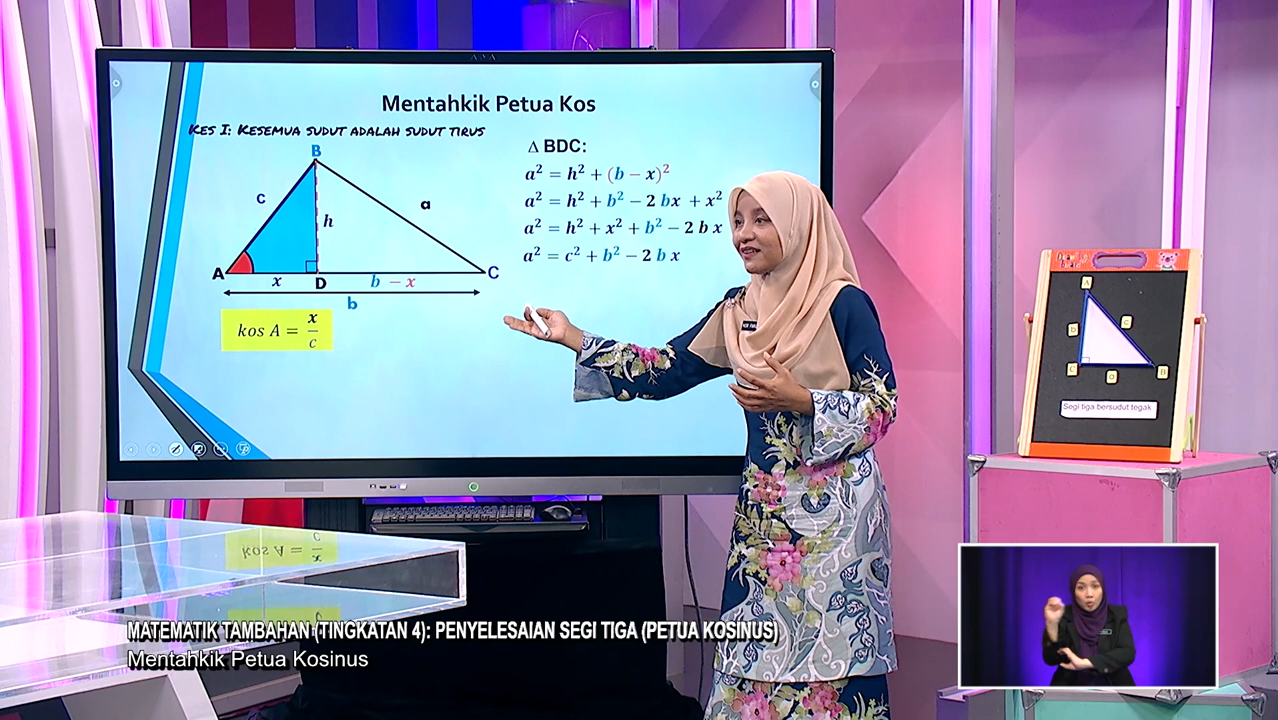 Mentahkik Petua Kos
Kes I: Kesemua sudut adalah sudut tirus
B
c
h
a
A
x
D
b − x
C
b
kos A = x/c
Δ BDC:
a² = h² + (b − x)²
a² = h² + b² − 2 bx + x²
a² = h² + x² + b² − 2 b x
a² = c² + b² − 2 b x
A
b
c
C
a
B
Segi tiga bersudut tegak
MATEMATIK TAMBAHAN (TINGKATAN 4): PENYELESAIAN SEGI TIGA (PETUA KOSINUS)
Mentahkik Petua Kosinus